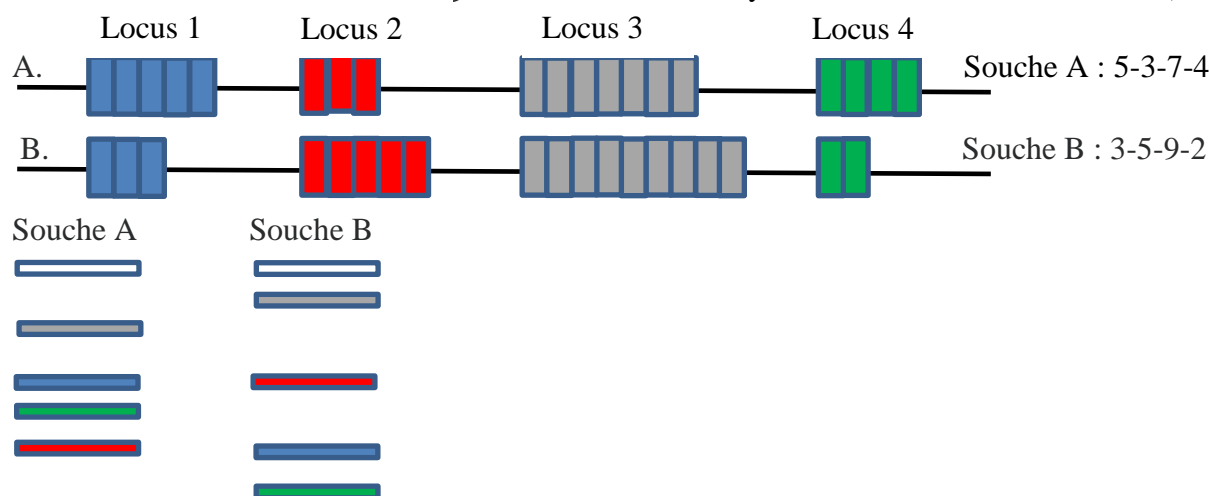 Locus 1 Locus 2 Locus 3 Locus 4
A. Souche A : 5-3-7-4
B. Souche B : 3-5-9-2
Souche A Souche B